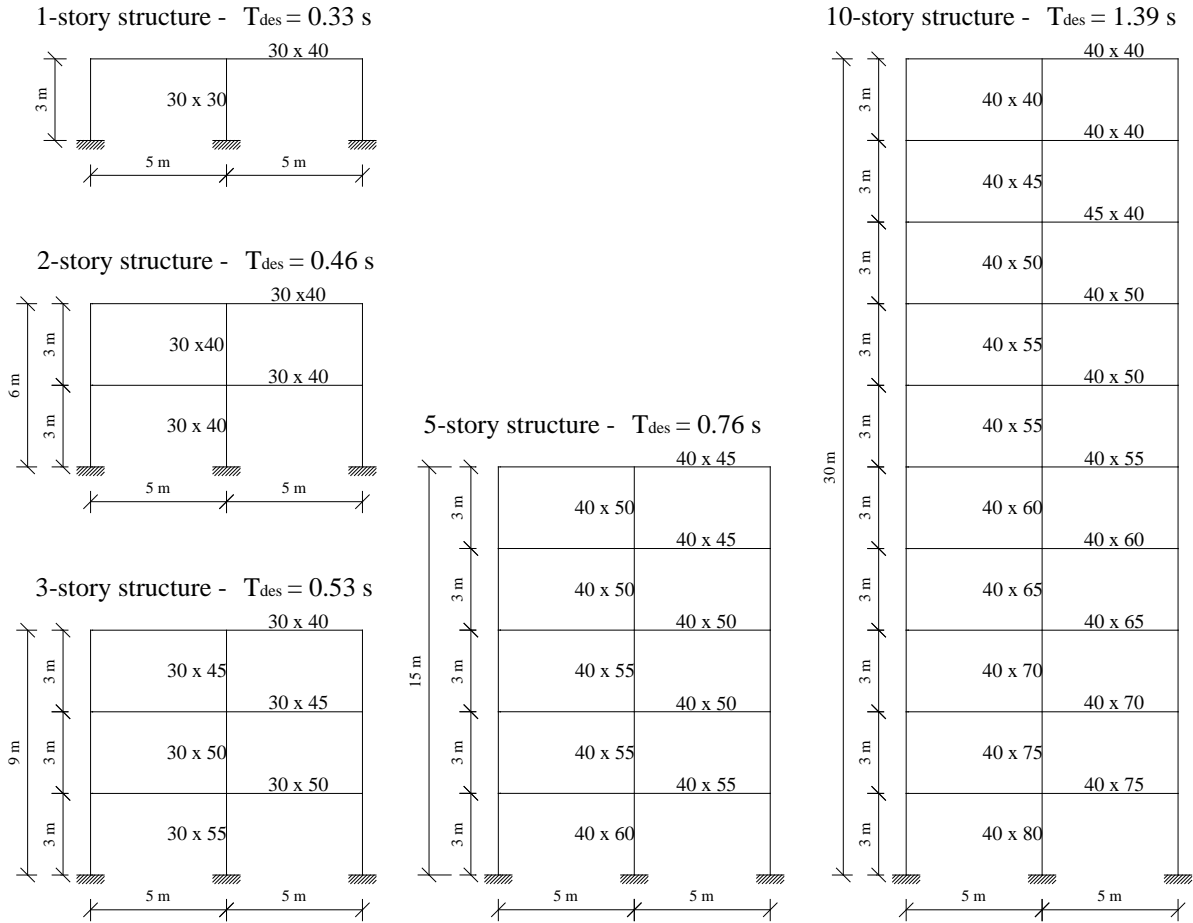 1-story structure - Tdes = 0.33 s
30 x 40
3 m
30 x 30
5 m
5 m
2-story structure - Tdes = 0.46 s
30 x40
3 m
30 x40
30 x 40
6 m
3 m
30 x 40
5 m
5 m
3-story structure - Tdes = 0.53 s
30 x 40
3 m
30 x 45
30 x 45
9 m
3 m
30 x 50
30 x 50
3 m
30 x 55
5 m
5 m
5-story structure - Tdes = 0.76 s
40 x 45
3 m
40 x 50
40 x 45
3 m
40 x 50
40 x 50
15 m
3 m
40 x 55
40 x 50
3 m
40 x 55
40 x 55
3 m
40 x 60
5 m
5 m
10-story structure - Tdes = 1.39 s
40 x 40
3 m
40 x 40
40 x 40
3 m
40 x 45
45 x 40
3 m
40 x 50
40 x 50
3 m
40 x 55
40 x 50
30 m
3 m
40 x 55
40 x 55
3 m
40 x 60
40 x 60
3 m
40 x 65
40 x 65
3 m
40 x 70
40 x 70
3 m
40 x 75
40 x 75
3 m
40 x 80
5 m
5 m